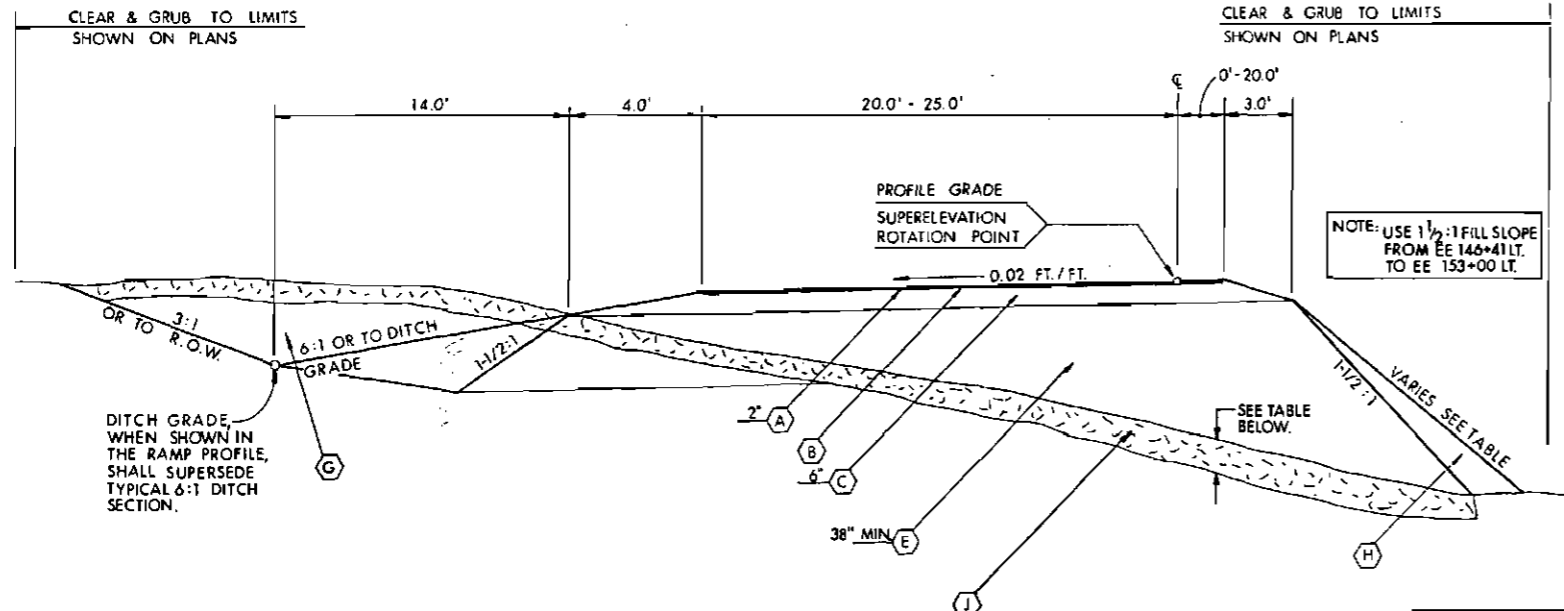 CLEAR & GRUB TO LIMITS
SHOWN ON PLANS
CLEAR & GRUB TO LIMITS
SHOWN ON PLANS
14.0'
4.0'
20.0' - 25.0'
℄
0'-20.0'
3.0'
PROFILE GRADE
SUPERELEVATION
ROTATION POINT
NOTE: USE 1 1/2:1 FILL SLOPE
FROM EE 146+41 LT.
TO EE 153+00 LT.
0.02 FT./FT.
3:1
OR TO R.O.W.
6:1 OR TO DITCH
GRADE
1-1/2:1
1-1/2:1
VARIES SEE TABLE
DITCH GRADE,
WHEN SHOWN IN
THE RAMP PROFILE,
SHALL SUPERSEDE
TYPICAL 6:1 DITCH
SECTION.
G
2" A
B
6" C
38" MIN E
SEE TABLE
BELOW.
H
J